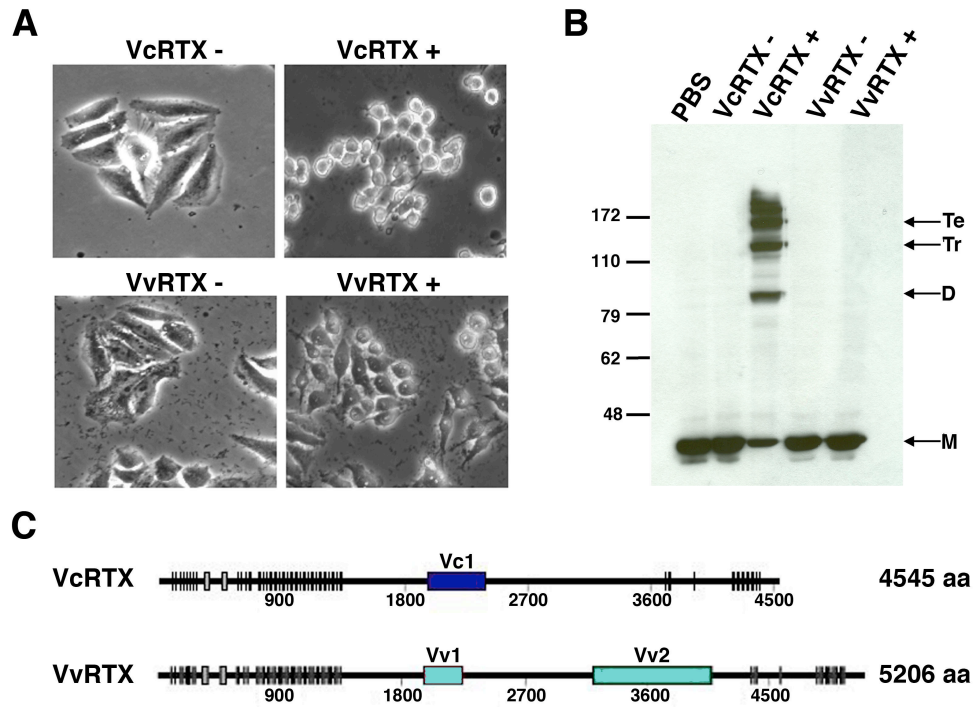 A
VcRTX -
VcRTX +
VvRTX -
VvRTX +
B
PBS
VcRTX -
VcRTX +
VvRTX -
VvRTX +
172
110
79
62
48
Te
Tr
D
M
C
VcRTX
Vc1
4545 aa
900 1800 2700 3600 4500
VvRTX
Vv1 Vv2
5206 aa
900 1800 2700 3600 4500